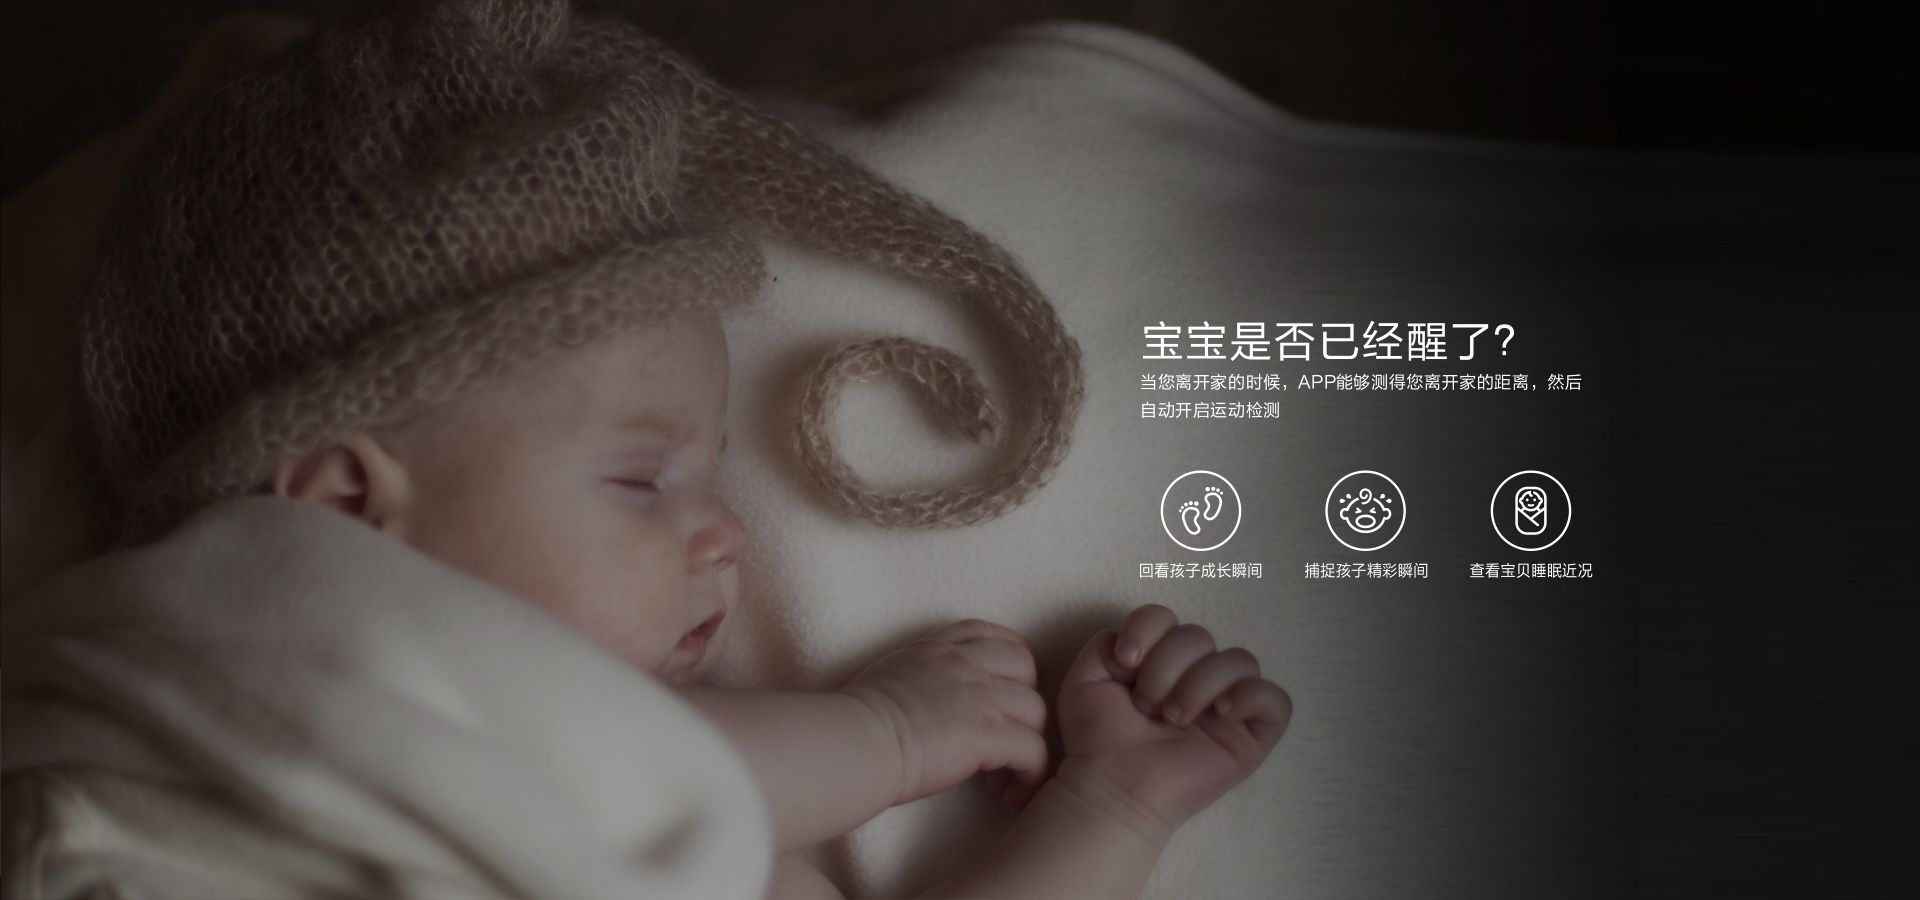 宝宝是否已经醒了?
当您离开家的时候，APP能够测得您离开家的距离，然后
自动开启运动检测
回看孩子成长瞬间
捕捉孩子精彩瞬间
查看宝贝睡眠近况